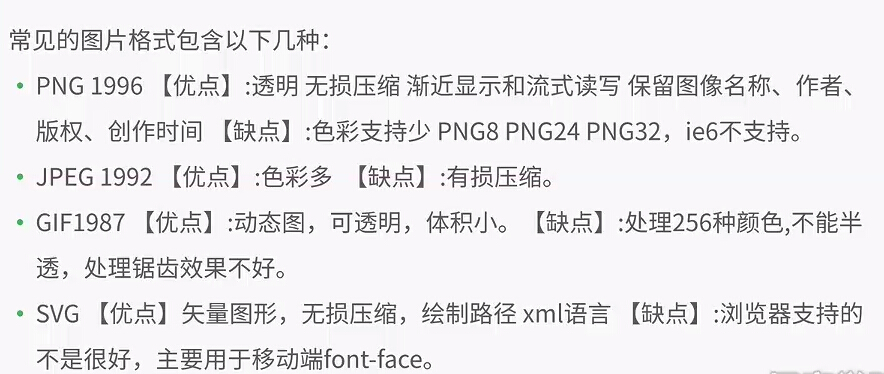 常见的图片格式包含以下几种：
• PNG 1996 【优点】:透明 无损压缩 渐近显示和流式读写 保留图像名称、作者、
版权、创作时间 【缺点】:色彩支持少 PNG8 PNG24 PNG32，ie6不支持。
• JPEG 1992 【优点】:色彩多 【缺点】:有损压缩。
• GIF1987 【优点】:动态图，可透明，体积小。【缺点】:处理256种颜色,不能半
透，处理锯齿效果不好。
• SVG 【优点】矢量图形，无损压缩，绘制路径 xml语言 【缺点】:浏览器支持的
不是很好，主要用于移动端font-face。